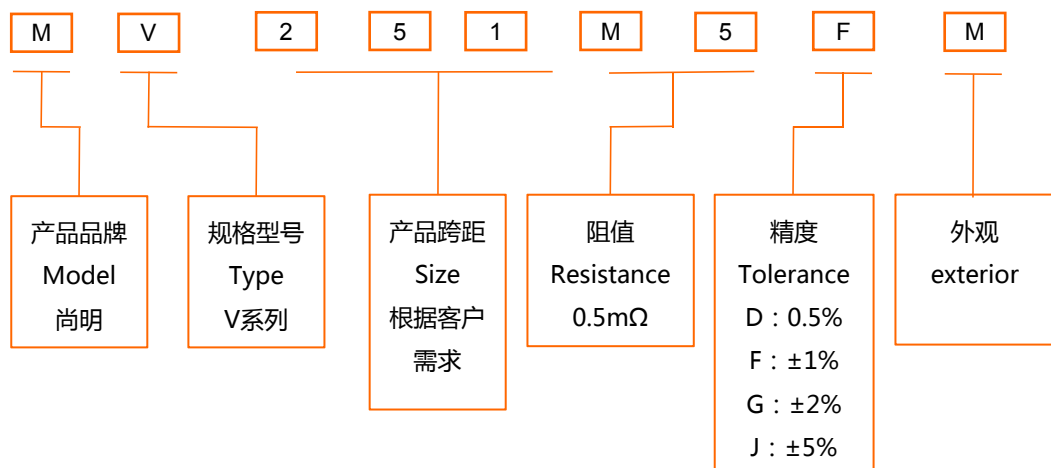 M V 2 5 1 M 5 F M
产品品牌
Model
尚明
规格型号
Type
V系列
产品跨距
Size
根据客户
需求
阻值
Resistance
0.5mΩ
精度
Tolerance
D：0.5%
F：±1%
G：±2%
J：±5%
外观
exterior